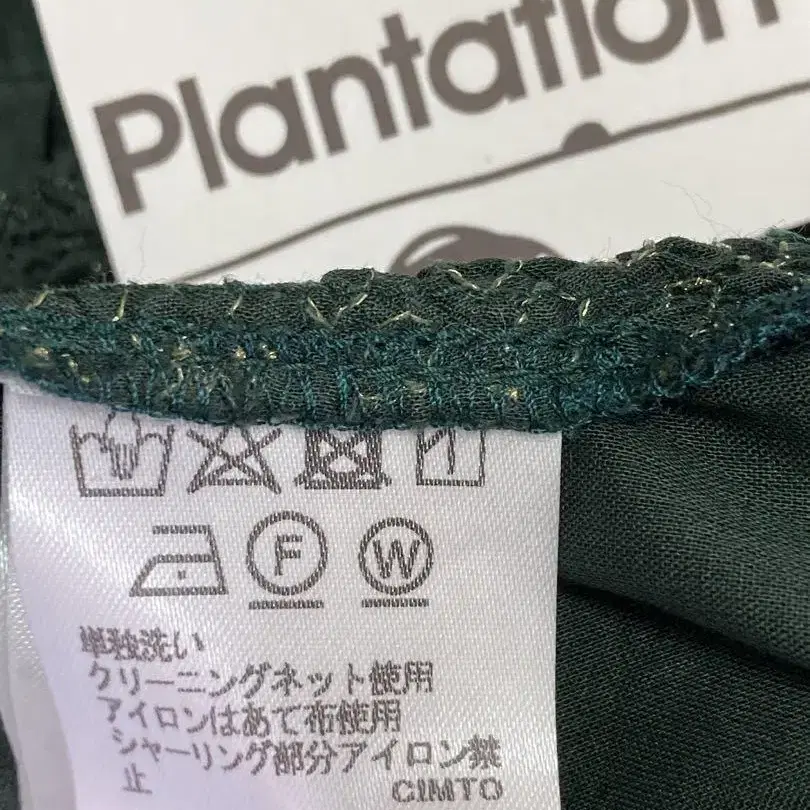 Plantation
F
W
単独洗い
クリーニングネット使用
アイロンはあて布使用
シャーリング部分アイロン禁
止
CIMTO